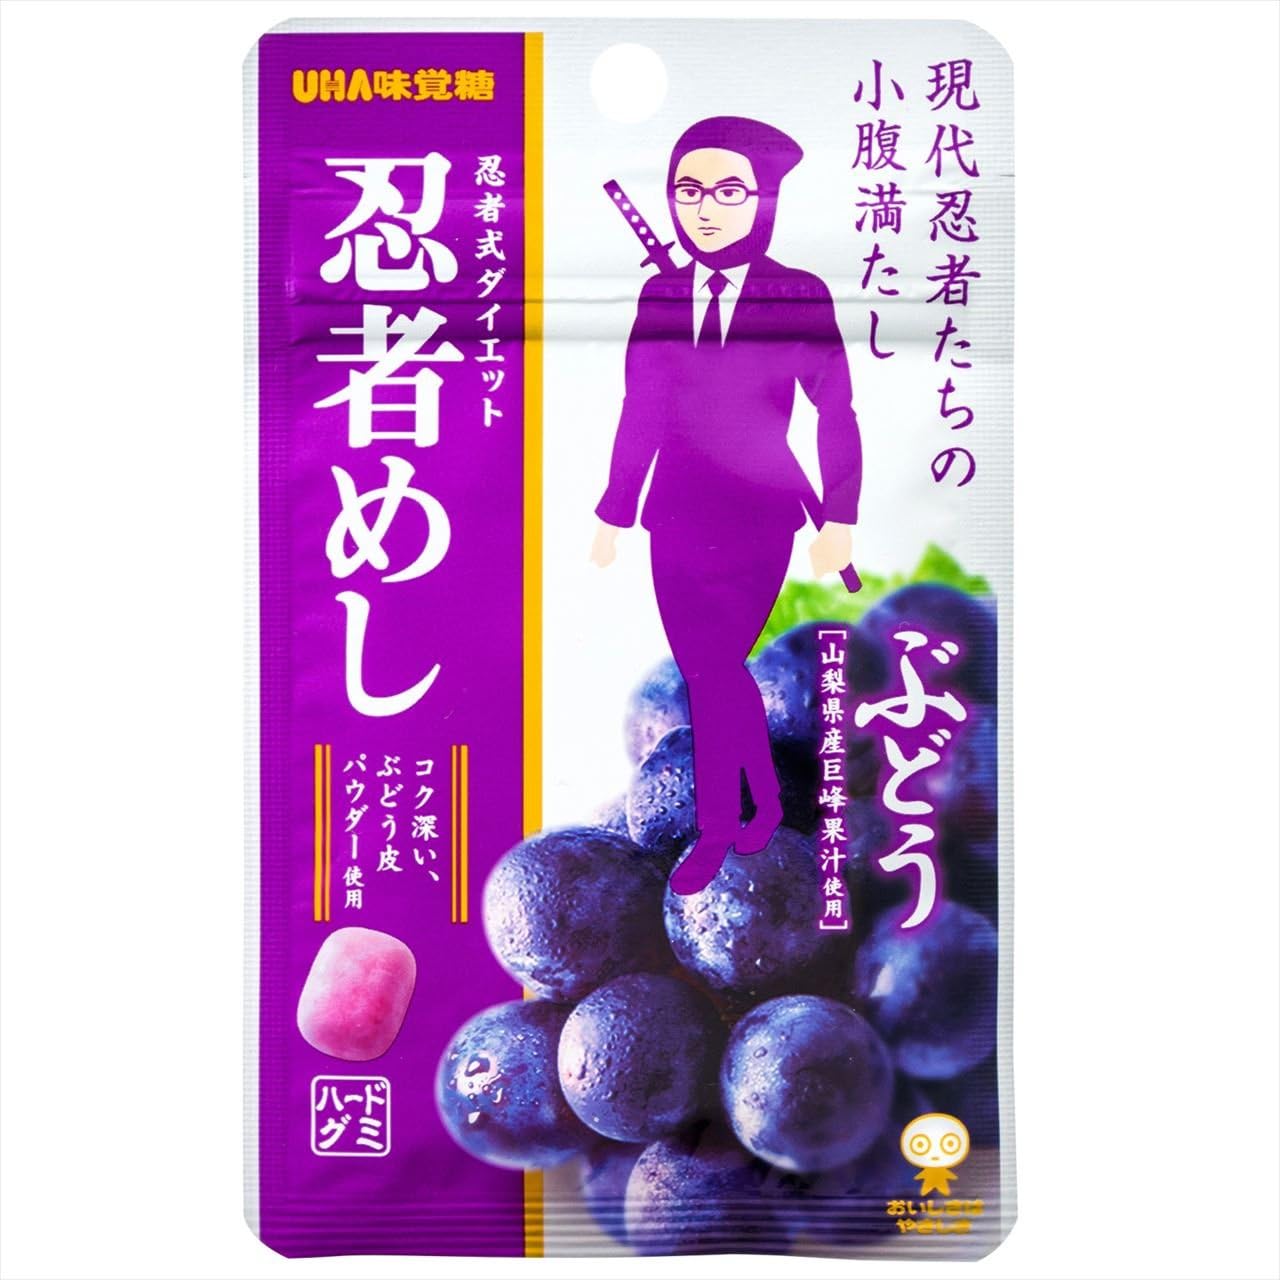 UHA味覚糖
忍者式ダイエット
忍者めし
現代忍者たちの
小腹満たし
ぶどう
[山梨県産巨峰果汁使用]
コク深い、
ぶどう皮
パウダー使用
ハード
グミ
おいしさは
やさしさ